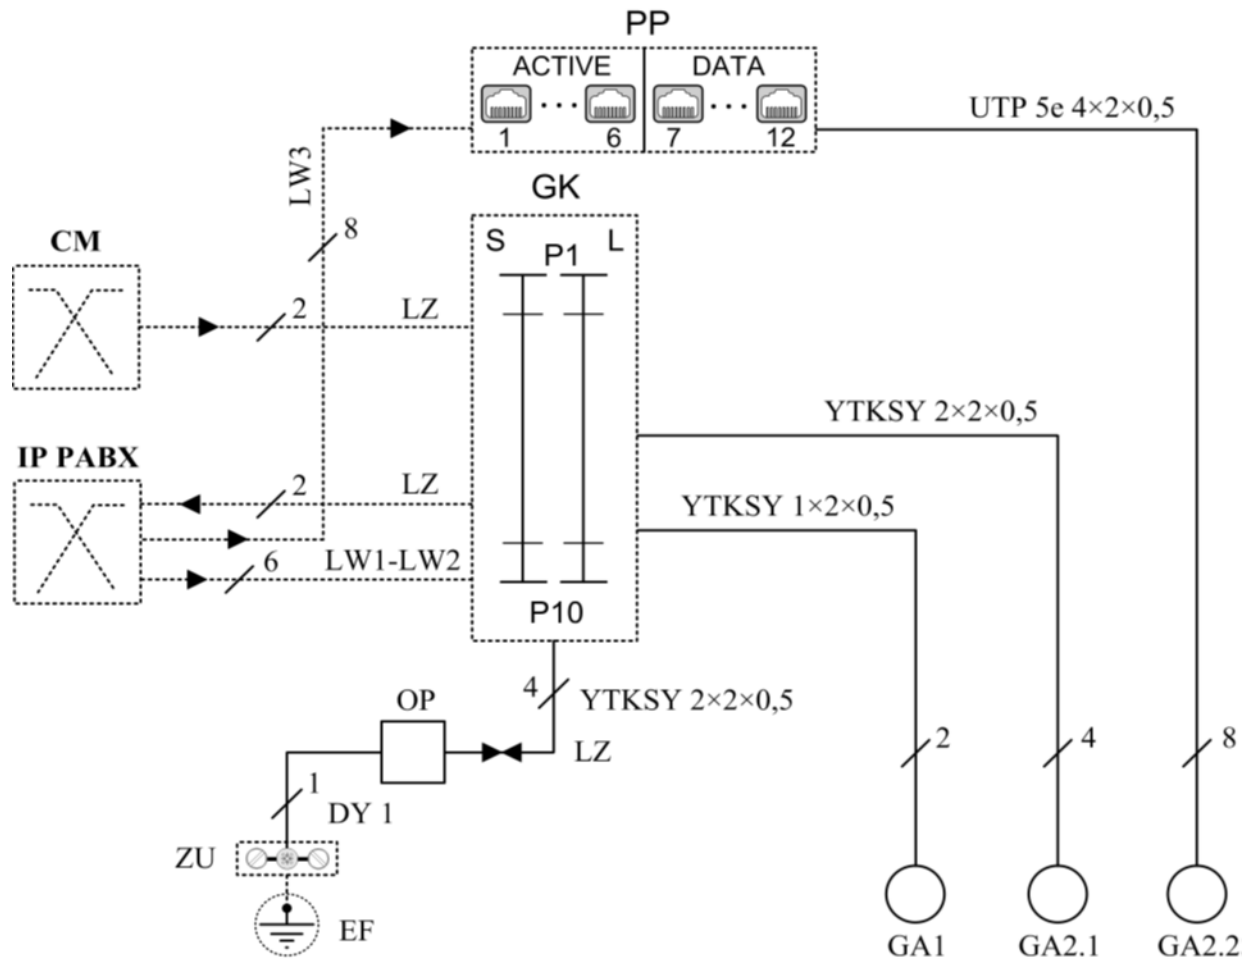 PP
ACTIVE DATA
1 6 7 12
UTP 5e 4×2×0,5
LW3
8
GK
S L
P1
CM
2 LZ
YTKSY 2×2×0,5
IP PABX
2 LZ
YTKSY 1×2×0,5
6 LW1-LW2
P10
4 YTKSY 2×2×0,5
OP
LZ
2 4 8
1
DY 1
ZU
EF
GA1 GA2.1 GA2.2